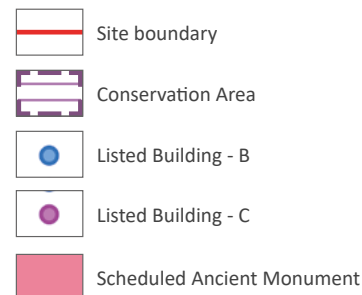 Site boundary
Conservation Area
Listed Building - B
Listed Building - C
Scheduled Ancient Monument